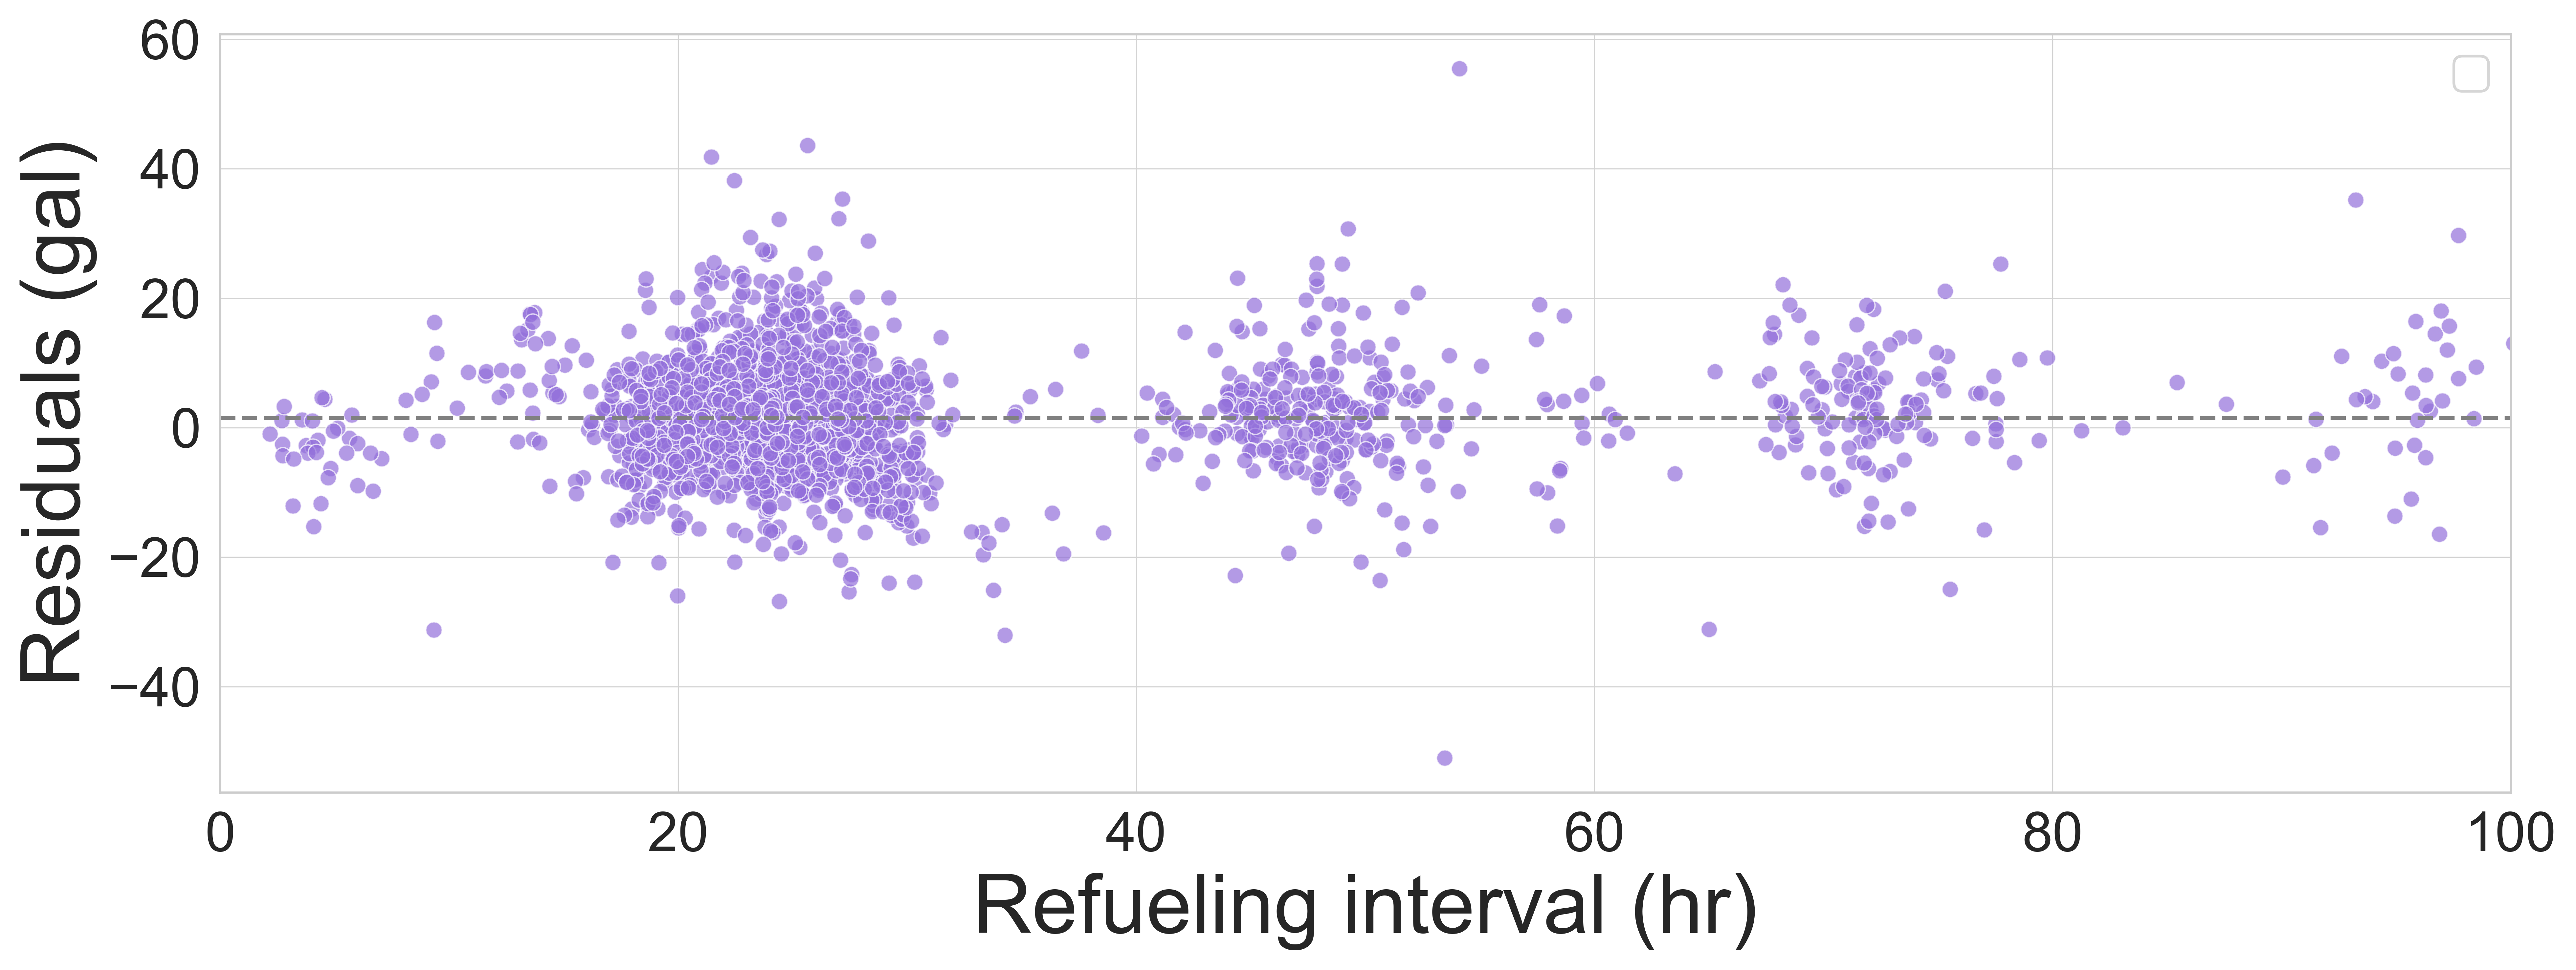 Residuals (gal)
60
40
20
0
−20
−40
0 20 40 60 80 100
Refueling interval (hr)